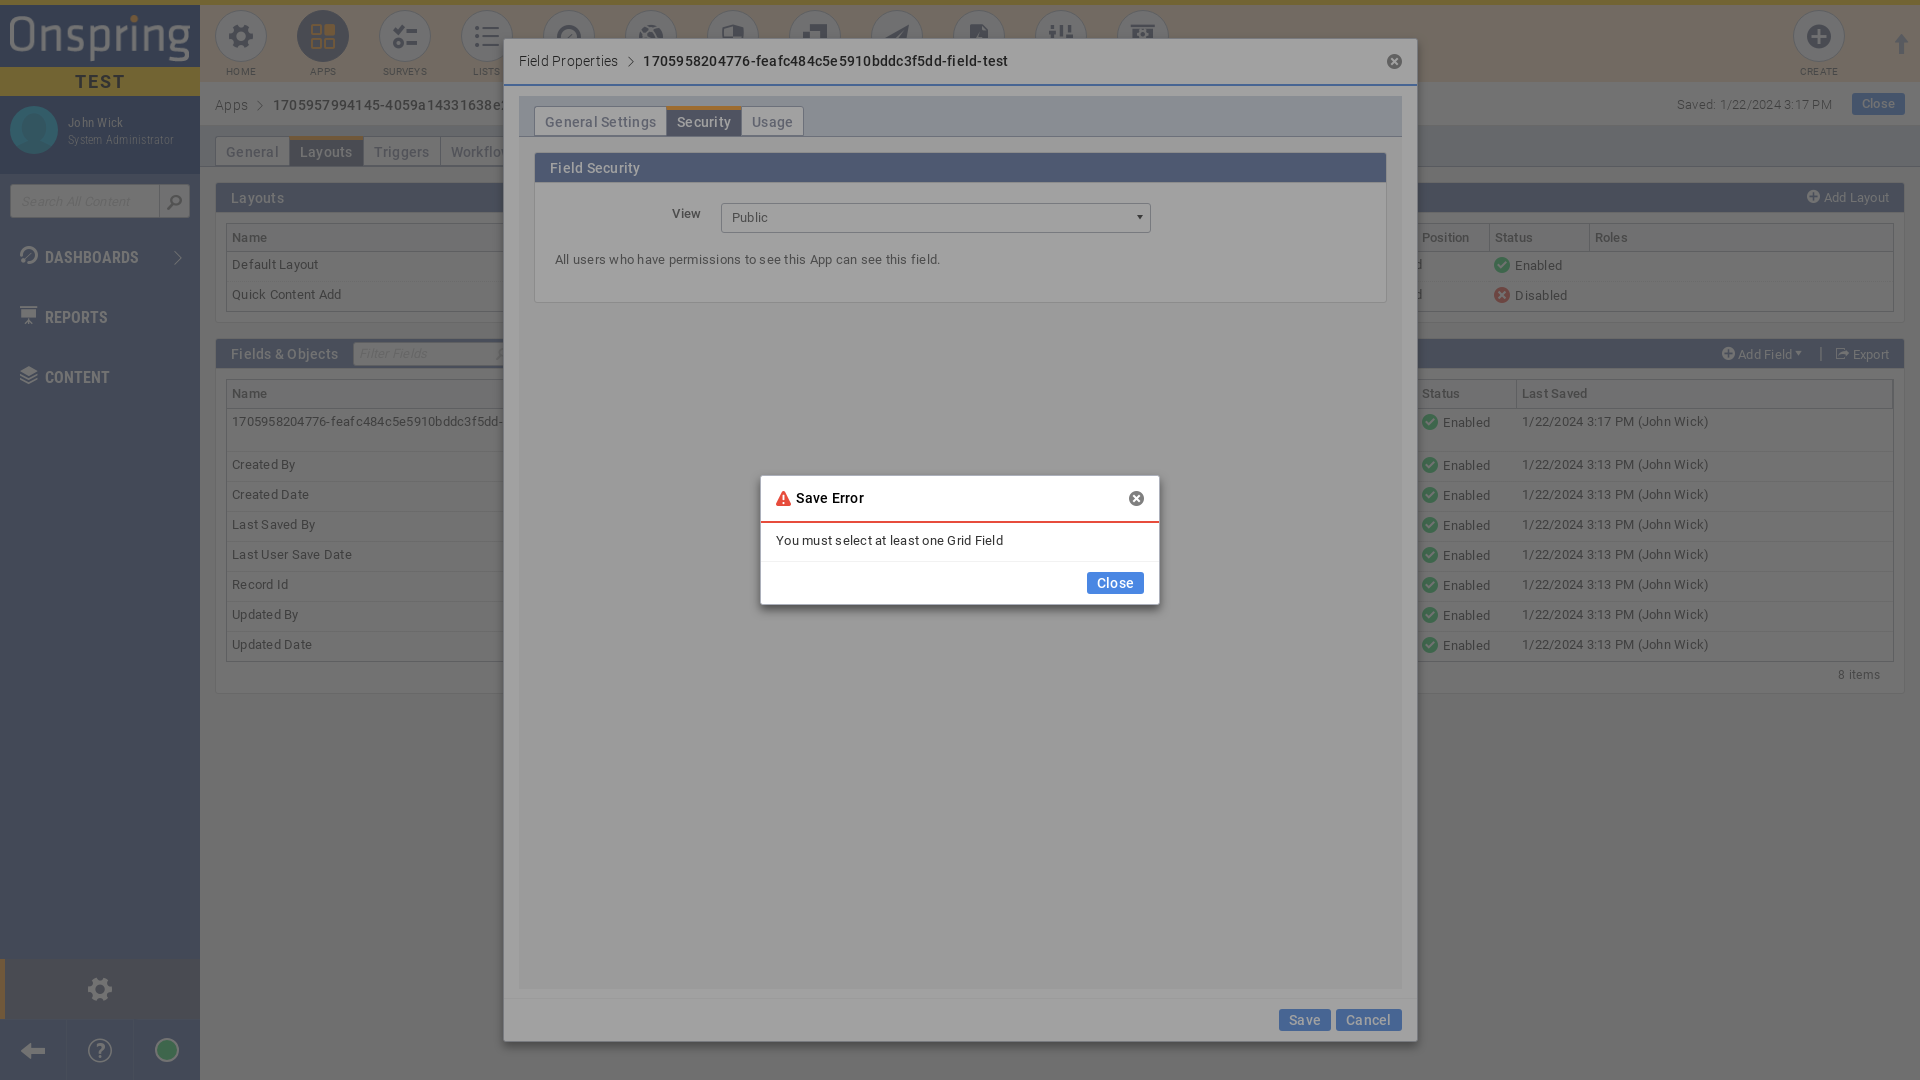 Onspring
TEST
John Wick
System Administrator
Search All Content
DASHBOARDS
REPORTS
CONTENT
HOME
APPS
SURVEYS
LISTS
CREATE
Apps
1705957994145-4059a14331638e
Saved: 1/22/2024 3:17 PM
Close
General
Layouts
Triggers
Layouts
Add Layout
Name
Position
Status
Roles
Default Layout
Enabled
Quick Content Add
Disabled
Fields & Objects
Filter Fields
Add Field
Export
Name
Status
Last Saved
1705958204776-feafc484c5e5910bddc3f5dd-
Enabled
1/22/2024 3:17 PM (John Wick)
Created By
Enabled
1/22/2024 3:13 PM (John Wick)
Created Date
Enabled
1/22/2024 3:13 PM (John Wick)
Last Saved By
Enabled
1/22/2024 3:13 PM (John Wick)
Last User Save Date
Enabled
1/22/2024 3:13 PM (John Wick)
Record Id
Enabled
1/22/2024 3:13 PM (John Wick)
Updated By
Enabled
1/22/2024 3:13 PM (John Wick)
Updated Date
Enabled
1/22/2024 3:13 PM (John Wick)
8 items
Field Properties
1705958204776-feafc484c5e5910bddc3f5dd-field-test
General Settings
Security
Usage
Field Security
View
Public
All users who have permissions to see this App can see this field.
Save
Cancel
Save Error
You must select at least one Grid Field
Close